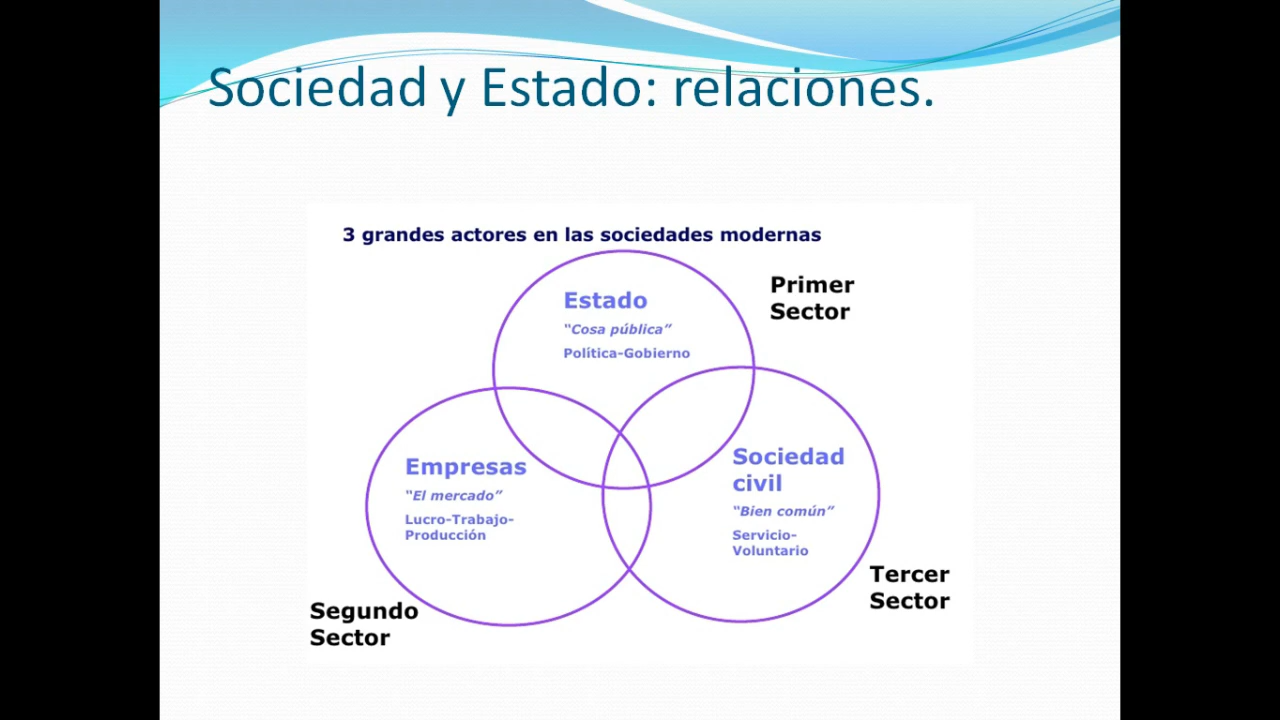 Sociedad y Estado: relaciones.
3 grandes actores en las sociedades modernas
Primer
Sector
Estado
"Cosa pública"
Política-Gobierno
Empresas
"El mercado"
Lucro-Trabajo-
Producción
Sociedad
civil
"Bien común"
Servicio-
Voluntario
Segundo
Sector
Tercer
Sector